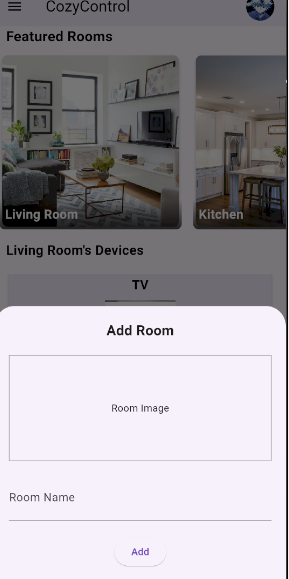 CozyControl
Featured Rooms
Living Room
Kitchen
Living Room's Devices
TV
Add Room
Room Image
Room Name
Add